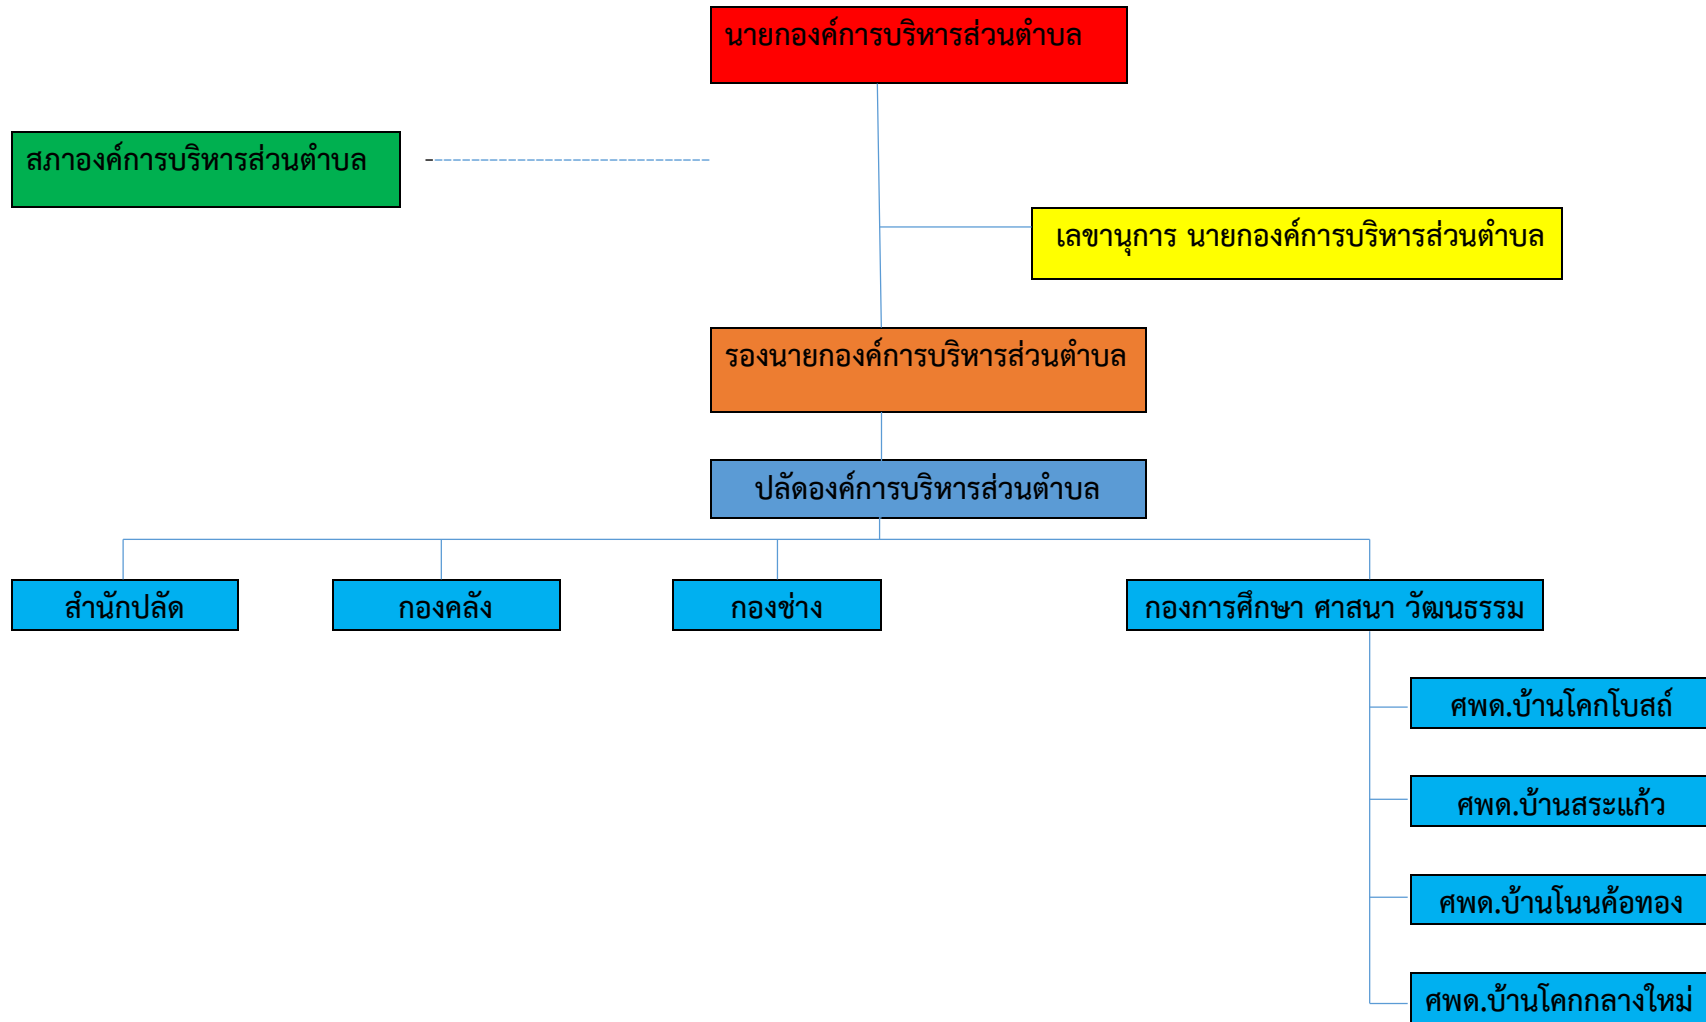 นายกองค์การบริหารส่วนตำบล
สภาองค์การบริหารส่วนตำบล
เลขานุการ นายกองค์การบริหารส่วนตำบล
รองนายกองค์การบริหารส่วนตำบล
ปลัดองค์การบริหารส่วนตำบล
สำนักปลัด
กองคลัง
กองช่าง
กองการศึกษา ศาสนา วัฒนธรรม
ศพด.บ้านโคกโบสถ์
ศพด.บ้านสระแก้ว
ศพด.บ้านโนนค้อทอง
ศพด.บ้านโคกกลางใหม่